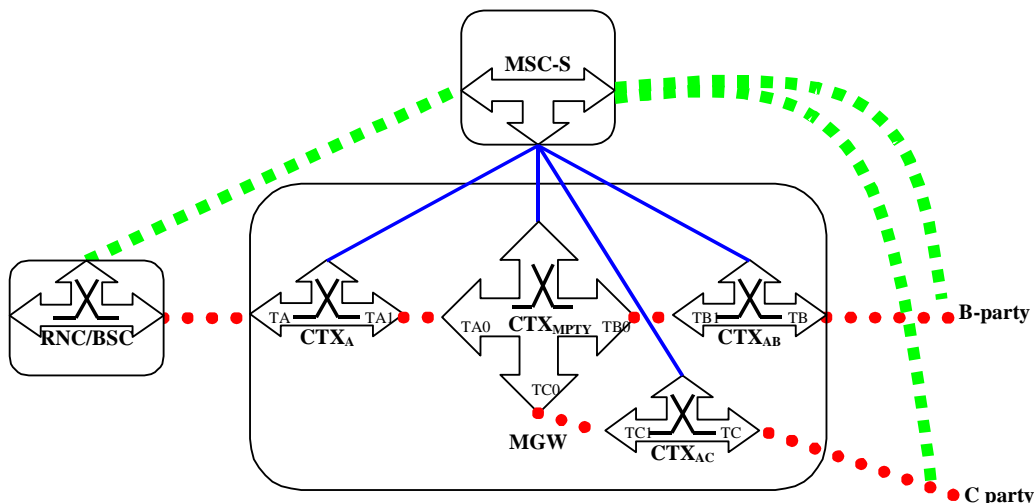 MSC-S
RNC/BSC
TA
TA1
CTXA
TA0
CTXMPTY
TB0
TC0
TB1
TB
CTXAB
B-party
MGW
TC1
TC
CTXAC
C party